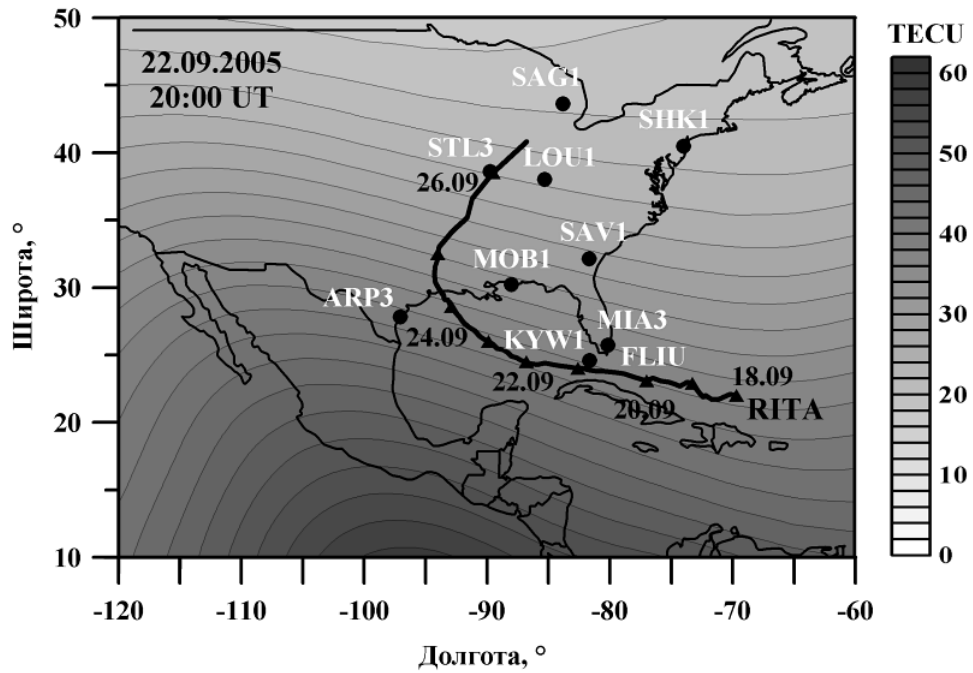 50
40
30
20
10
-120
-110
-100
-90
-80
-70
-60
Широта, °
Долгота, °
22.09.2005
20:00 UT
SAG1
SHK1
STL3
LOU1
26.09
SAV1
MOB1
ARP3
MIA3
KYW1
FLIU
24.09
22.09
20.09
18.09
RITA
TECU
60
50
40
30
20
10
0